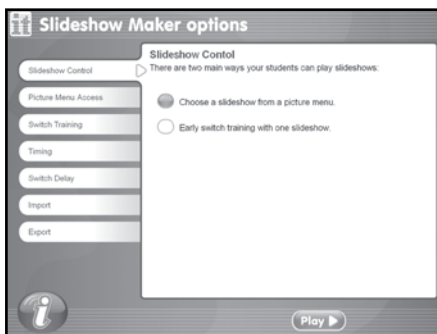 it Slideshow Maker options
Slideshow Contol
There are two main ways your students can play slideshows:
Slideshow Control
Choose a slideshow from a picture menu.
Early switch training with one slideshow.
Picture Menu Access
Switch Training
Timing
Switch Delay
Import
Export
i
Play